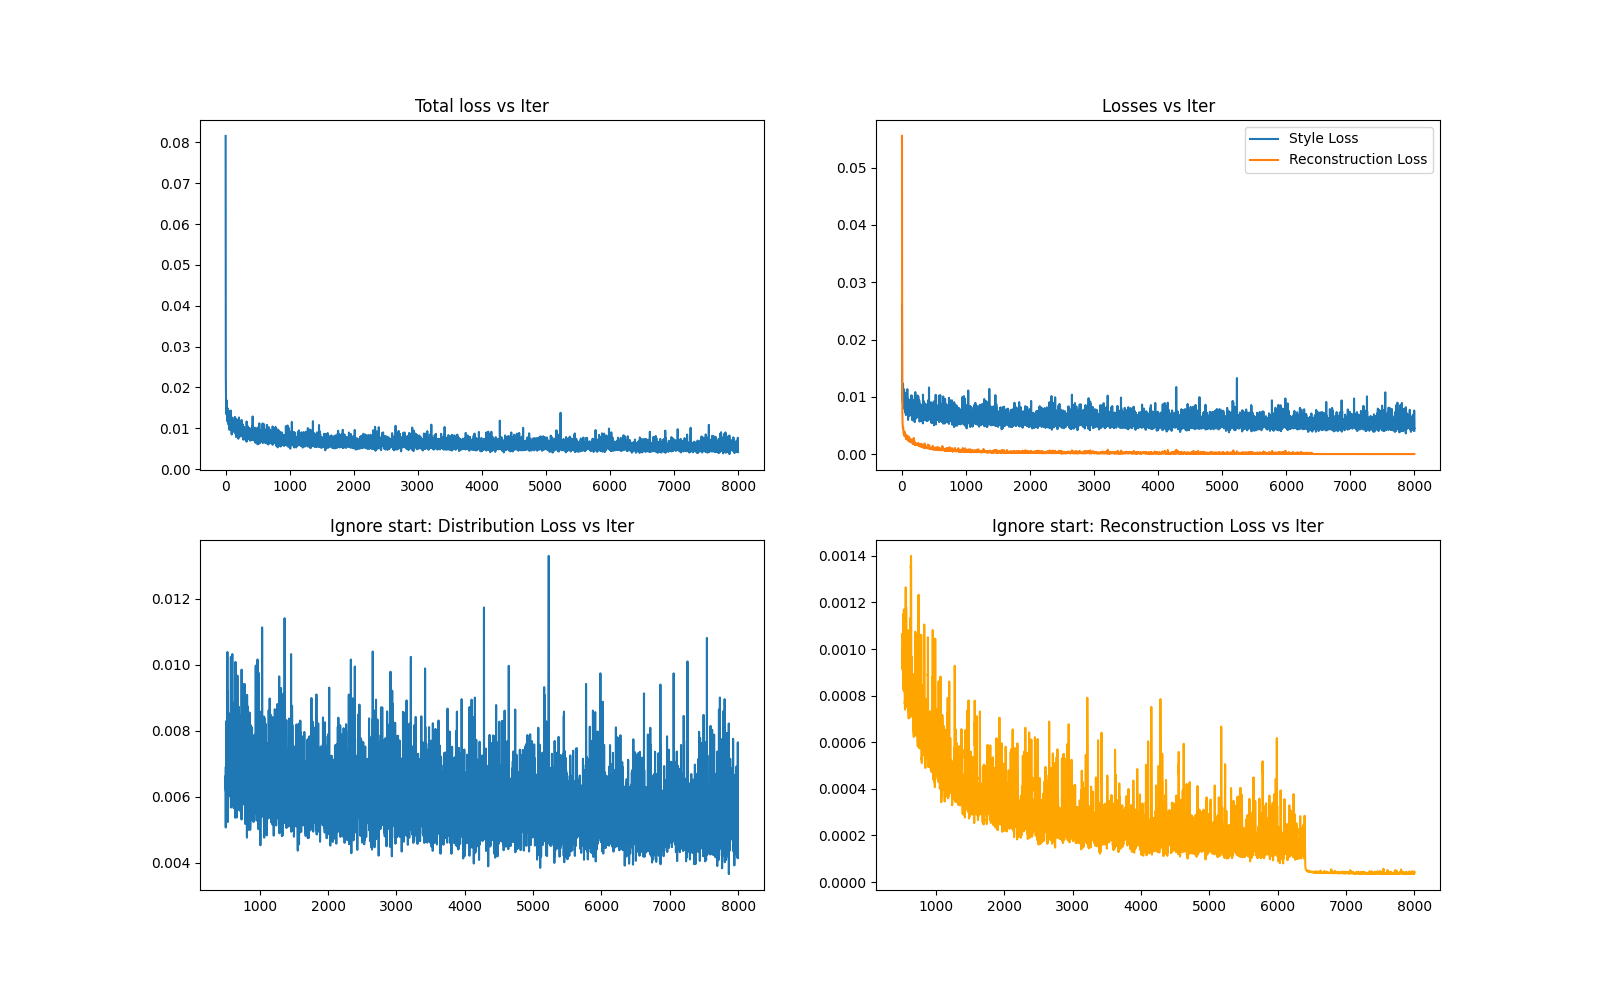 Total loss vs Iter
0.08
0.07
0.06
0.05
0.04
0.03
0.02
0.01
0.00
0 1000 2000 3000 4000 5000 6000 7000 8000
Losses vs Iter
Style Loss
Reconstruction Loss
0.05
0.04
0.03
0.02
0.01
0.00
0 1000 2000 3000 4000 5000 6000 7000 8000
Ignore start: Distribution Loss vs Iter
0.012
0.010
0.008
0.006
0.004
1000 2000 3000 4000 5000 6000 7000 8000
Ignore start: Reconstruction Loss vs Iter
0.0014
0.0012
0.0010
0.0008
0.0006
0.0004
0.0002
0.0000
1000 2000 3000 4000 5000 6000 7000 8000